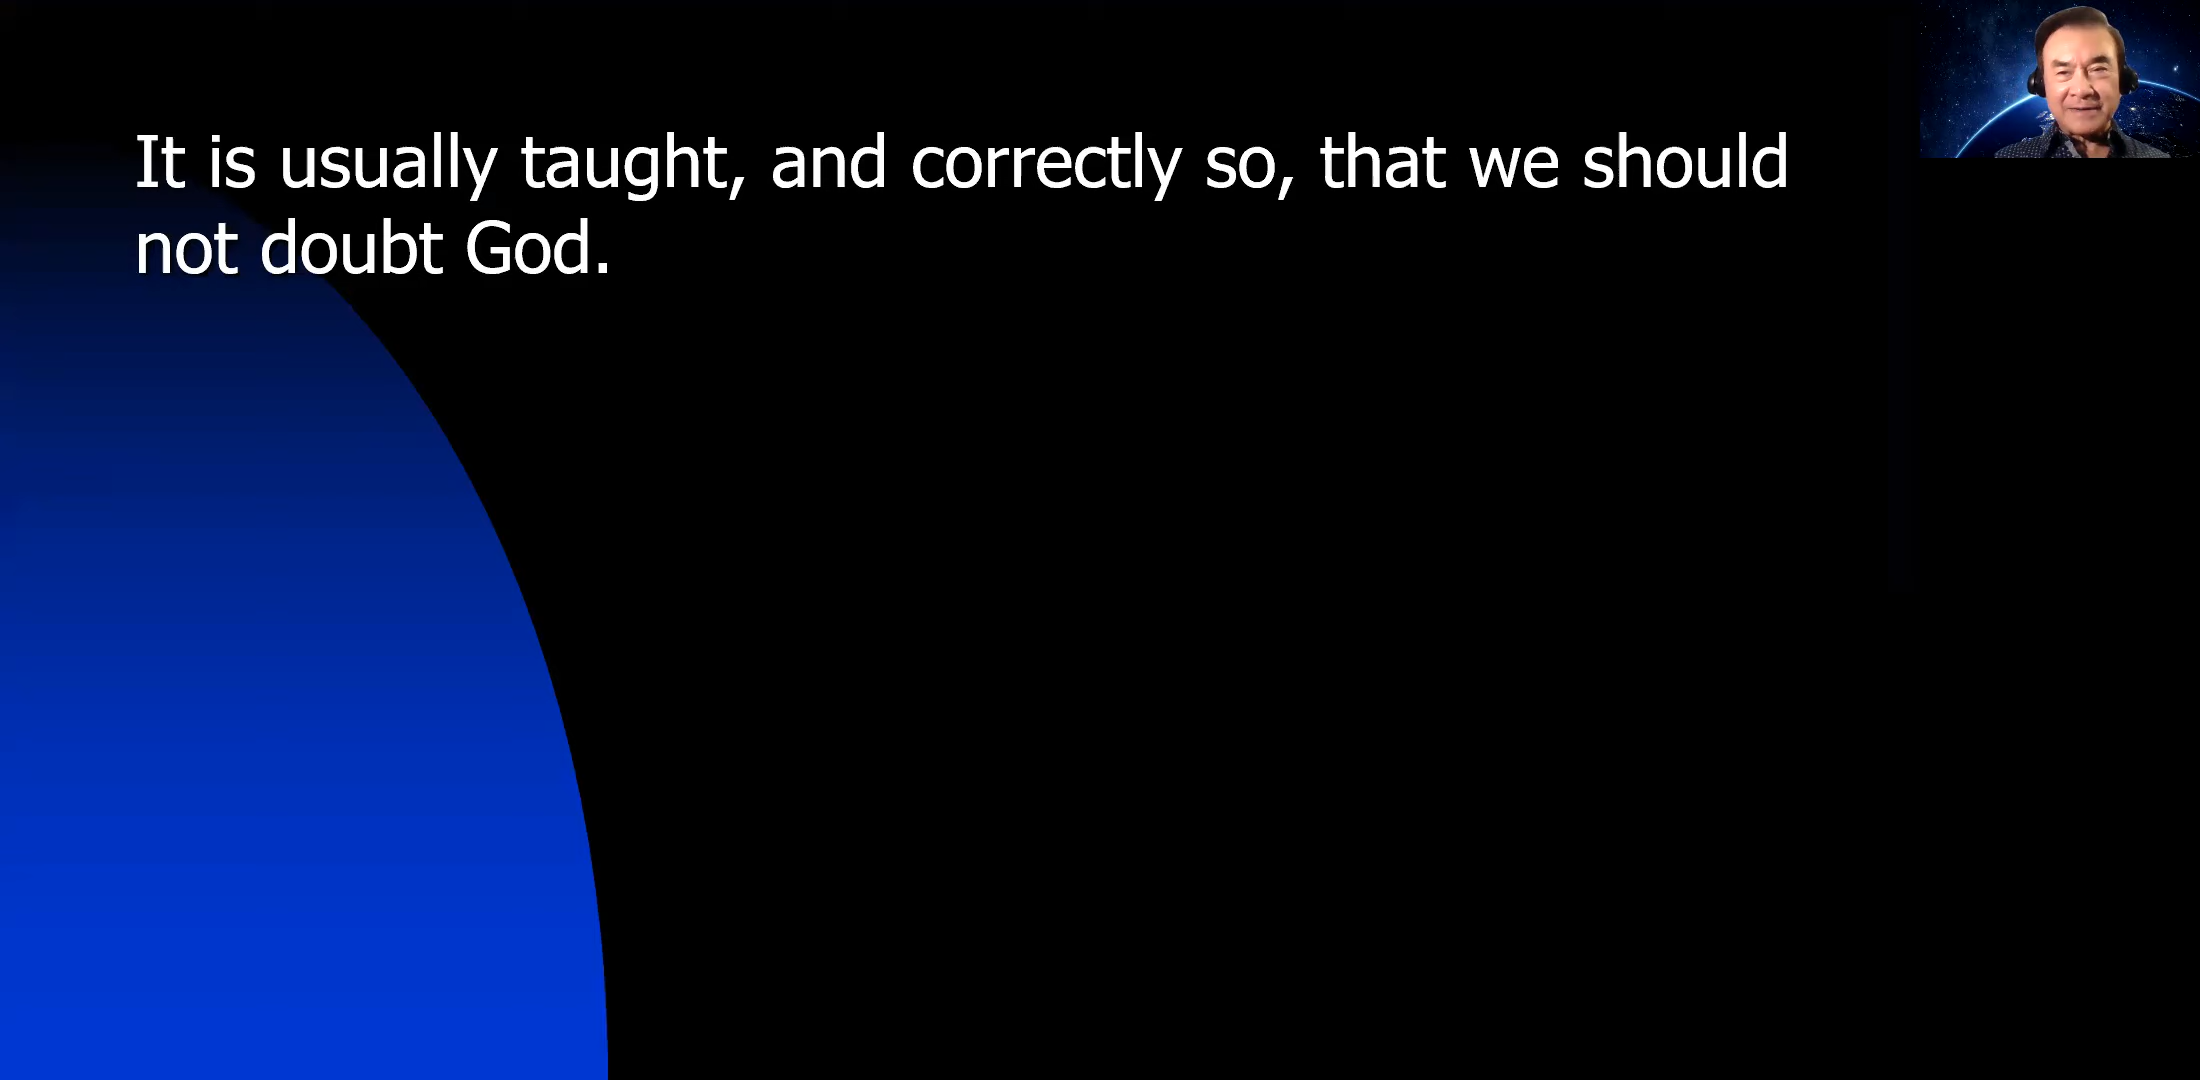 It is usually taught, and correctly so, that we should
not doubt God.